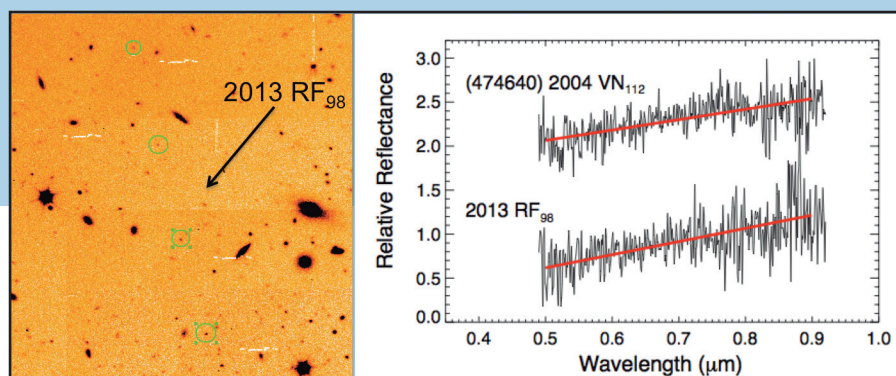 2013 RF₉₈
Relative Reflectance
3.0
2.5
2.0
1.5
1.0
0.5
0.0
(474640) 2004 VN₁₁₂
2013 RF₉₈
0.4 0.5 0.6 0.7 0.8 0.9 1.0
Wavelength (μm)